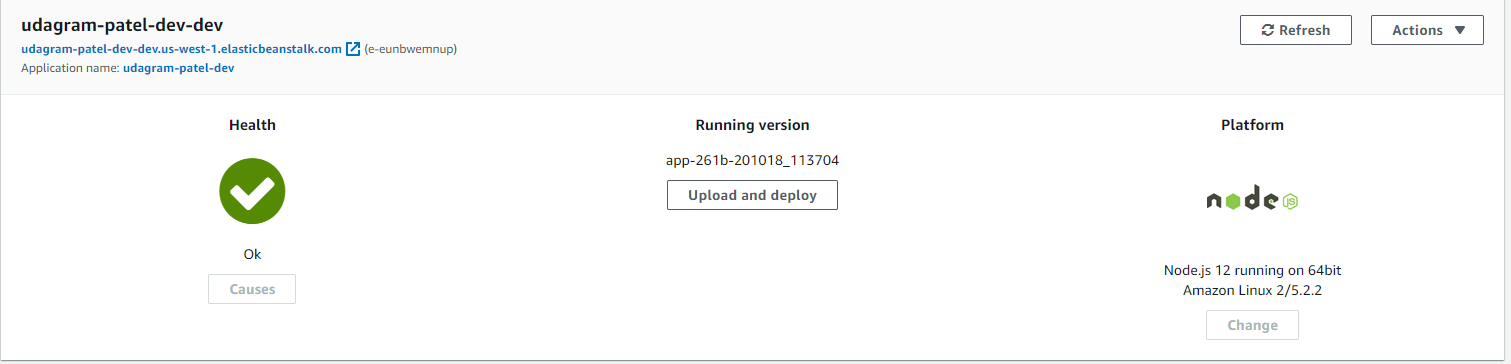 udagram-patel-dev-dev
udagram-patel-dev-dev.us-west-1.elasticbeanstalk.com (e-eunbwemnup)
Application name: udagram-patel-dev
Refresh
Actions
Health
Ok
Causes
Running version
app-261b-201018_113704
Upload and deploy
Platform
node JS
Node.js 12 running on 64bit
Amazon Linux 2/5.2.2
Change